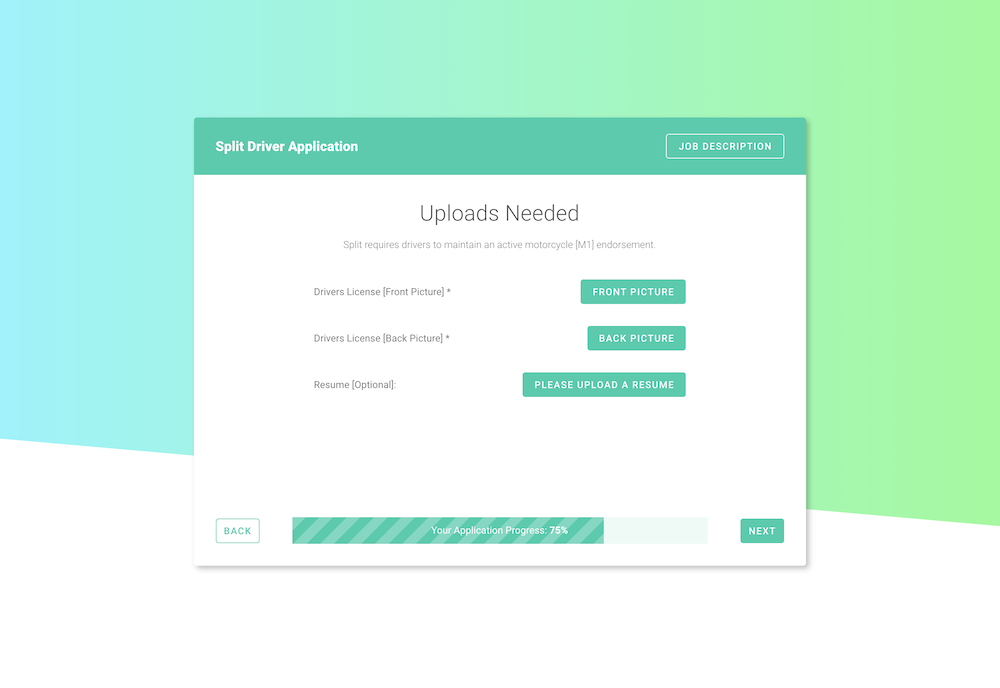 Split Driver Application
JOB DESCRIPTION
Uploads Needed
Split requires drivers to maintain an active motorcycle [M1] endorsement.
Drivers License [Front Picture] *
FRONT PICTURE
Drivers License [Back Picture] *
BACK PICTURE
Resume [Optional]:
PLEASE UPLOAD A RESUME
BACK
Your Application Progress: 75%
NEXT